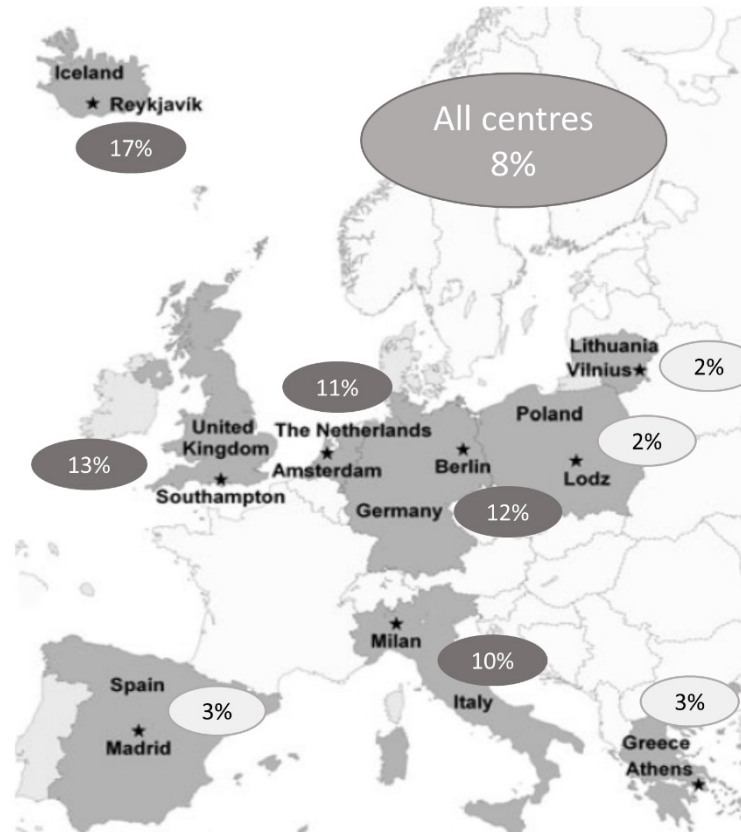 Iceland
Reykjavík
17%
All centres
8%
Lithuania
Vilnius
2%
11%
Poland
2%
United
Kingdom
The Netherlands
13%
Amsterdam
Berlin
Lodz
Southampton
Germany
12%
Milan
10%
Spain
3%
Italy
3%
Madrid
Greece
Athens